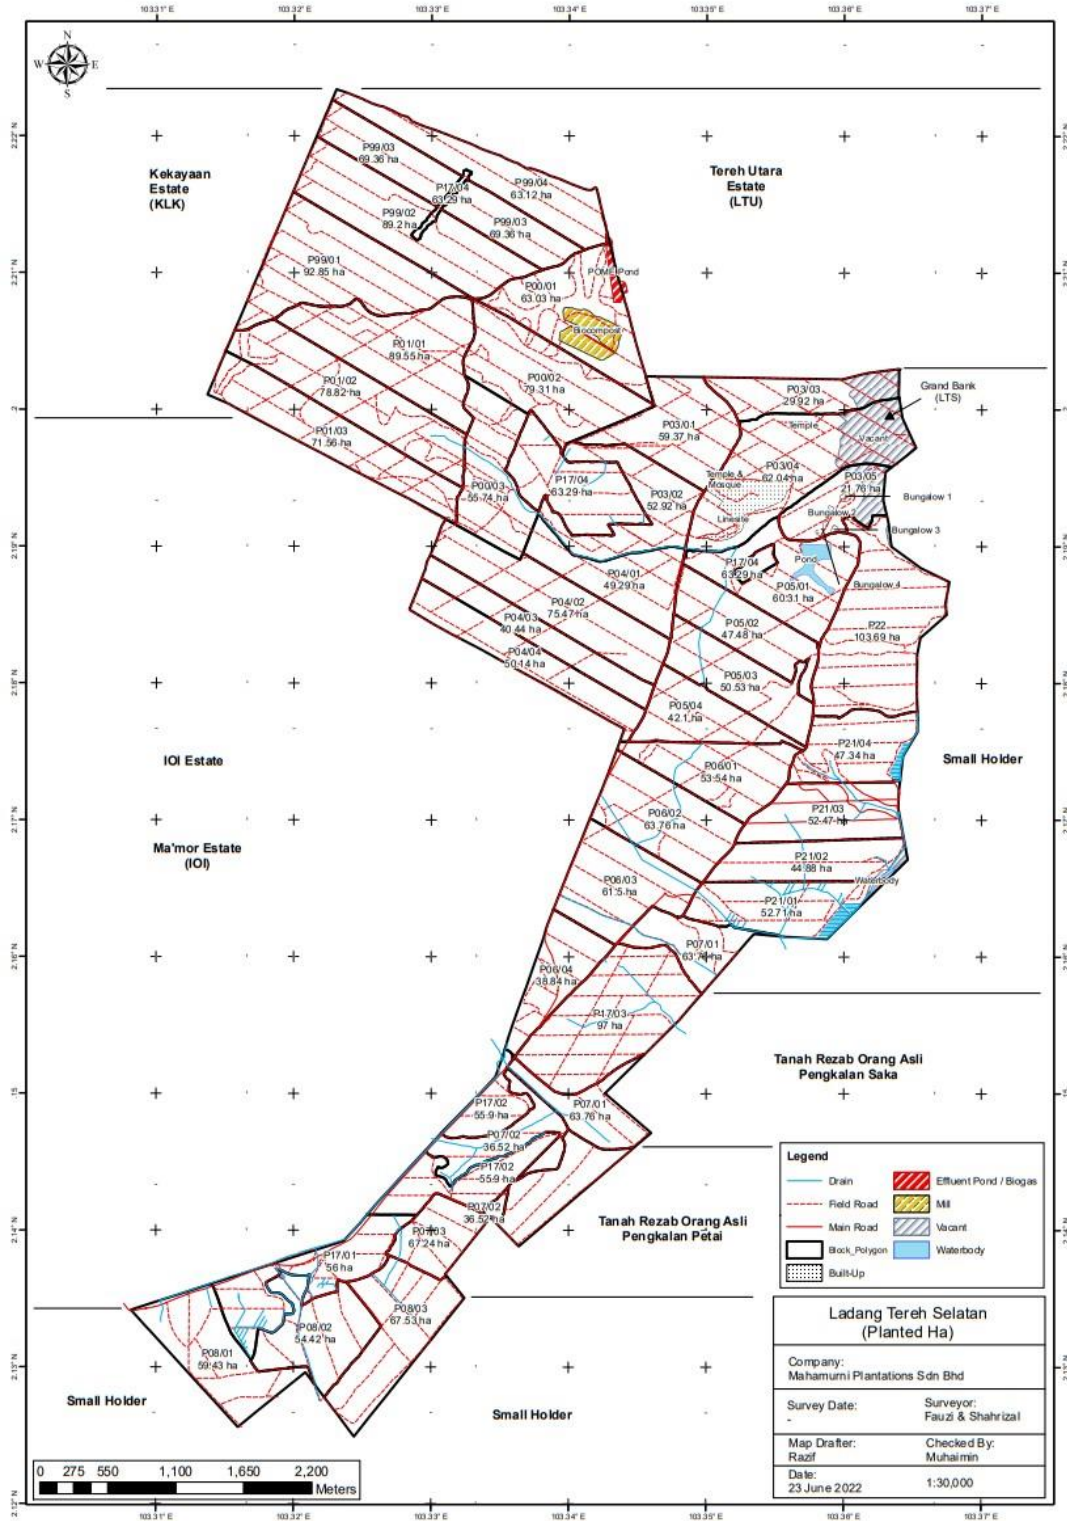 103.31° E
103.32° E
103.33° E
103.34° E
103.35° E
103.36° E
103.37° E
N
W
E
S
2.22° N
2.21° N
Kekayaan
Estate
(KLK)
Tereh Utara
Estate
(LTU)
P99/03
69.36 ha
P17/04
63.29 ha
P99/04
63.12 ha
P99/02
89.2 ha
P99/03
69.36 ha
P99/01
92.85 ha
POME Pond
P00/01
63.03 ha
Biocompost
P01/01
89.55 ha
P01/02
78.82 ha
P00/02
79.31 ha
P03/03
29.92 ha
Grand Bank
(LTS)
P01/03
71.56 ha
P03/01
59.37 ha
Temple
Vacant
P00/03
55.74 ha
P17/04
63.29 ha
P03/02
52.92 ha
Temple &
Mosque
P03/04
62.04 ha
Linesite
P03/05
21.76 ha
Bungalow 1
Bungalow 2
Bungalow 3
P04/01
49.29 ha
P17/04
63.29 ha
Pond
Bungalow 4
P05/01
60.31 ha
P04/02
75.47 ha
P04/03
40.44 ha
P05/02
47.48 ha
P22
103.69 ha
P04/04
50.14 ha
P05/03
50.53 ha
P05/04
42.1 ha
IOI Estate
P21/04
47.34 ha
Small Holder
P06/01
53.54 ha
P06/02
63.76 ha
P21/03
52.47 ha
Ma'mor Estate
(IOI)
P21/02
44.88 ha
Waterbody
P06/03
61.5 ha
P21/01
52.71 ha
P07/01
63.76 ha
P06/04
38.84 ha
P17/03
97 ha
Tanah Rezab Orang Asli
Pengkalan Saka
P17/02
55.9 ha
P07/01
63.76 ha
P07/02
36.52 ha
P17/02
55.9 ha
P07/02
36.52 ha
Tanah Rezab Orang Asli
Pengkalan Petai
67.24 ha
P17/01
56 ha
P08/03
67.53 ha
P08/02
54.42 ha
P08/01
59.43 ha
Small Holder
Small Holder
Legend
Drain
Field Road
Main Road
Block_Polygon
Built-Up
Effluent Pond / Biogas
Mill
Vacant
Waterbody
Ladang Tereh Selatan
(Planted Ha)
Company:
Mahamurni Plantations Sdn Bhd
Survey Date:
-
Surveyor:
Fauzi & Shahrizal
Map Drafter:
Razif
Checked By:
Muhaimin
Date:
23 June 2022
1:30,000
0 275 550 1,100 1,650 2,200
Meters
103.31° E
103.32° E
103.33° E
103.34° E
103.35° E
103.36° E
103.37° E